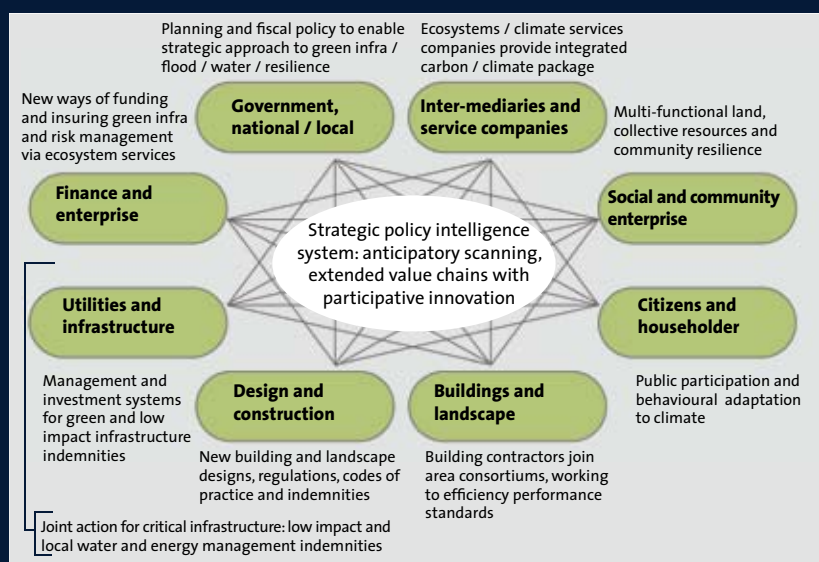 Planning and fiscal policy to enable
strategic approach to green infra /
flood / water / resilience
Ecosystems / climate services
companies provide integrated
carbon / climate package
New ways of funding
and insuring green infra
and risk management
via ecosystem services
Government,
national / local
Inter-mediaries and
service companies
Multi-functional land,
collective resources and
community resilience
Finance and
enterprise
Social and community
enterprise
Strategic policy intelligence
system: anticipatory scanning,
extended value chains with
participative innovation
Utilities and
infrastructure
Citizens and
householder
Management and
investment systems
for green and low
impact infrastructure
indemnities
Design and
construction
Buildings and
landscape
Public participation and
behavioural adaptation
to climate
New building and landscape
designs, regulations, codes of
practice and indemnities
Building contractors join
area consortiums, working
to efficiency performance
standards
Joint action for critical infrastructure: low impact and
local water and energy management indemnities